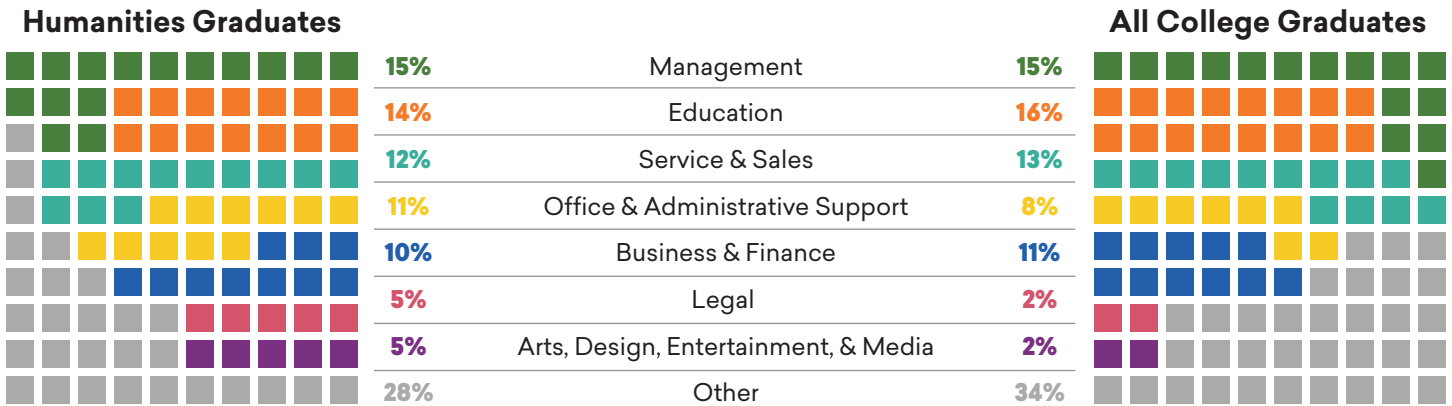 Humanities Graduates All College Graduates
15% Management 15%
14% Education 16%
12% Service & Sales 13%
11% Office & Administrative Support 8%
10% Business & Finance 11%
5% Legal 2%
5% Arts, Design, Entertainment, & Media 2%
28% Other 34%